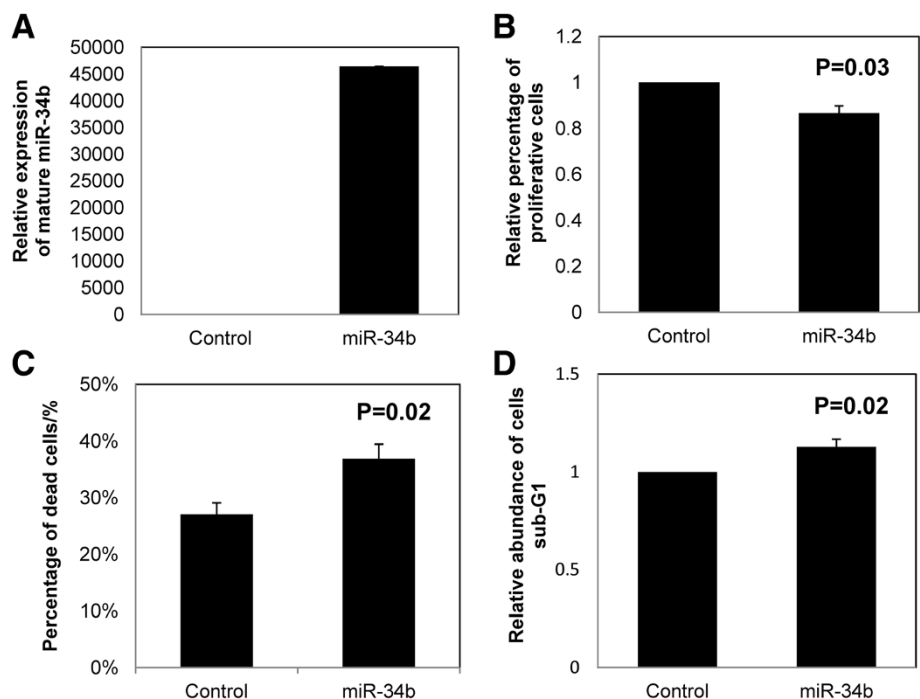 A
Relative expression
of mature miR-34b
50000
45000
40000
35000
30000
25000
20000
15000
10000
5000
0
Control
miR-34b
B
Relative percentage of
proliferative cells
1.2
1
0.8
0.6
0.4
0.2
0
P=0.03
Control
miR-34b
C
Percentage of dead cells/%
50%
40%
30%
20%
10%
0%
P=0.02
Control
miR-34b
D
Relative abundance of cells
sub-G1
1.5
1
0.5
0
P=0.02
Control
miR-34b